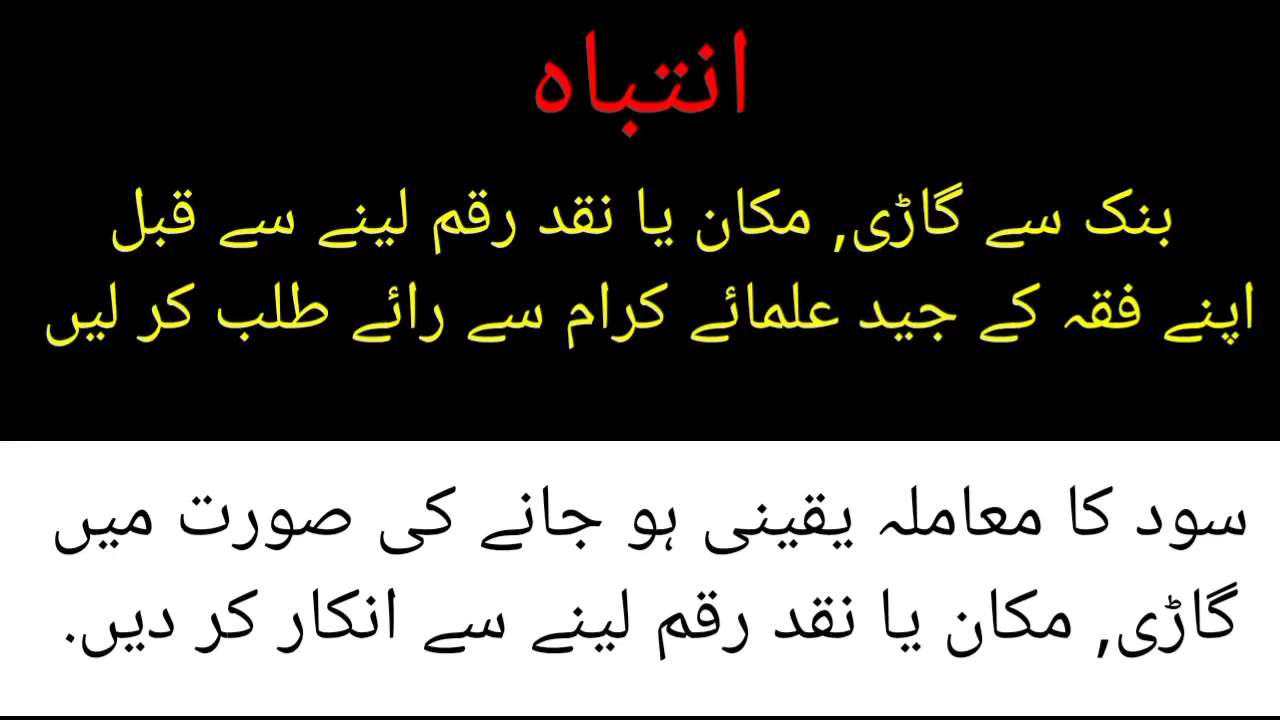 انتباہ
بنک سے گاڑی, مکان یا نقد رقم لینے سے قبل
اپنے فقہ کے جید علمائے کرام سے رائے طلب کر لیں
سود کا معاملہ یقینی ہو جانے کی صورت میں
گاڑی, مکان یا نقد رقم لینے سے انکار کر دیں.